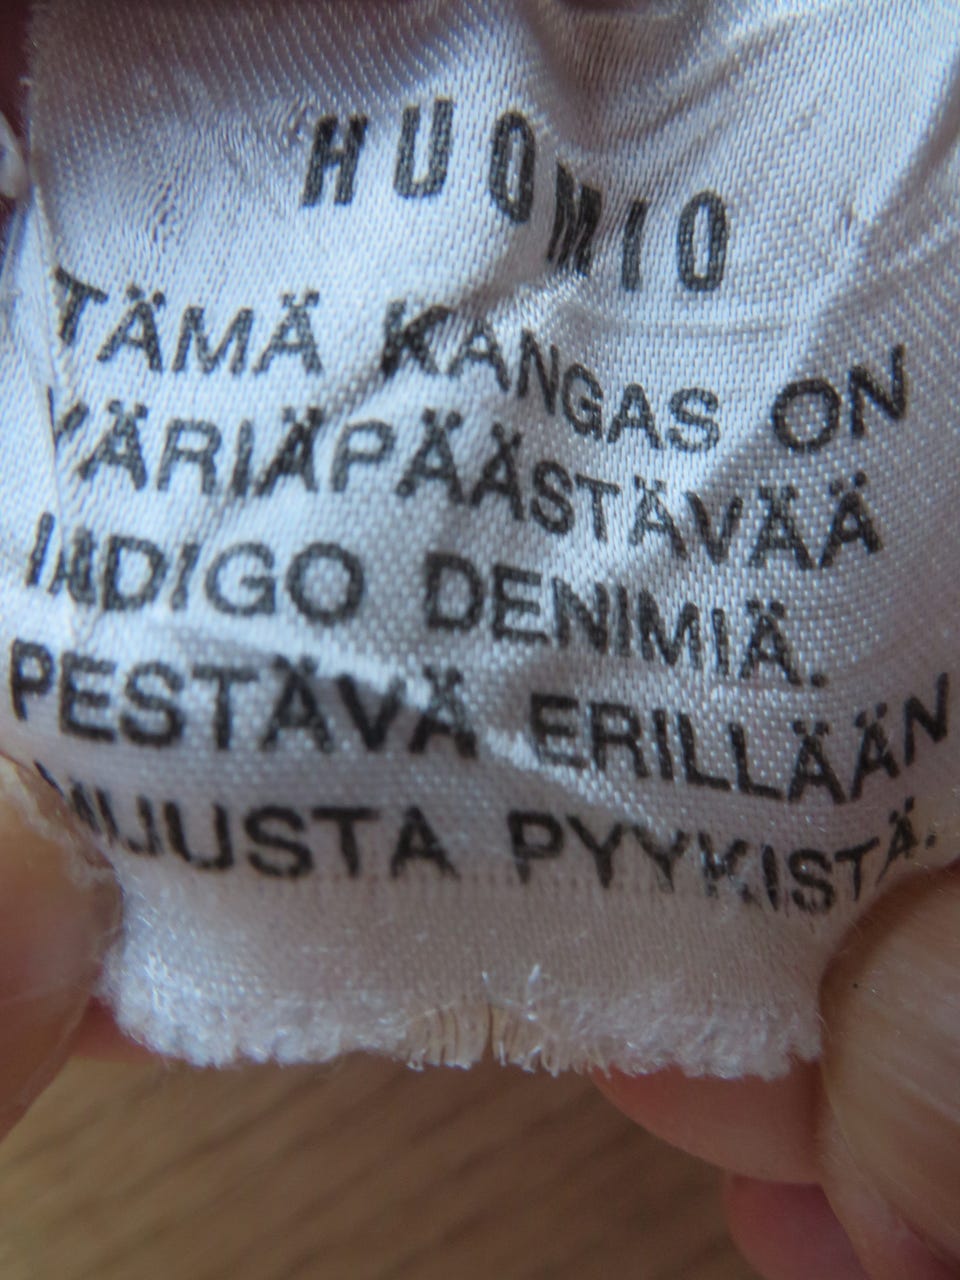 HUOMIO
TÄMÄ KANGAS ON
VÄRIÄPÄÄSTÄVÄÄ
INDIGO DENIMIÄ.
PESTÄVÄ ERILLÄÄN
MUUSTA PYYKISTÄ.